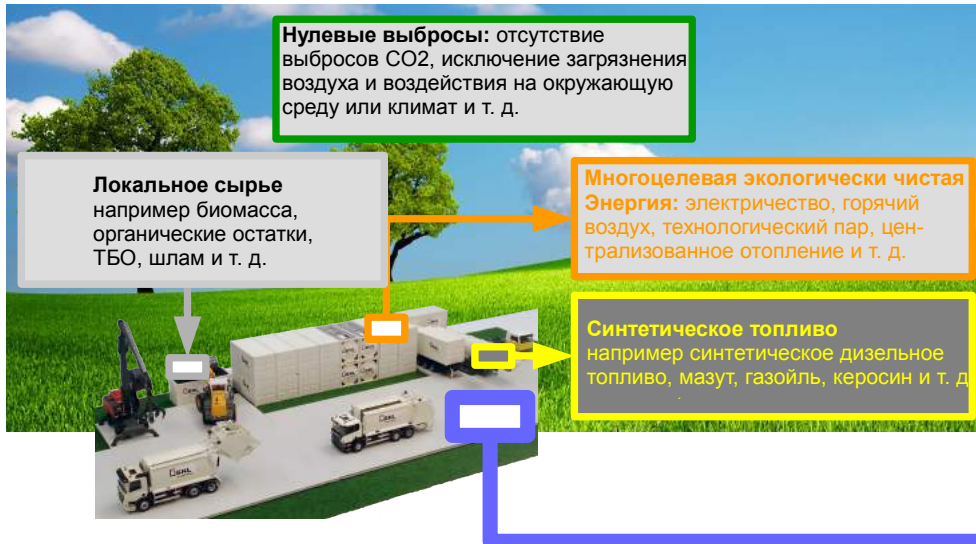 Нулевые выбросы: отсутствие
выбросов СО2, исключение загрязнения
воздуха и воздействия на окружающую
среду или климат и т. д.
Локальное сырье
например биомасса,
органические остатки,
ТБО, шлам и т. д.
Многоцелевая экологически чистая
Энергия: электричество, горячий
воздух, технологический пар, цен-
трализованное отопление и т. д.
Синтетическое топливо
например синтетическое дизельное
топливо, мазут, газойль, керосин и т. д